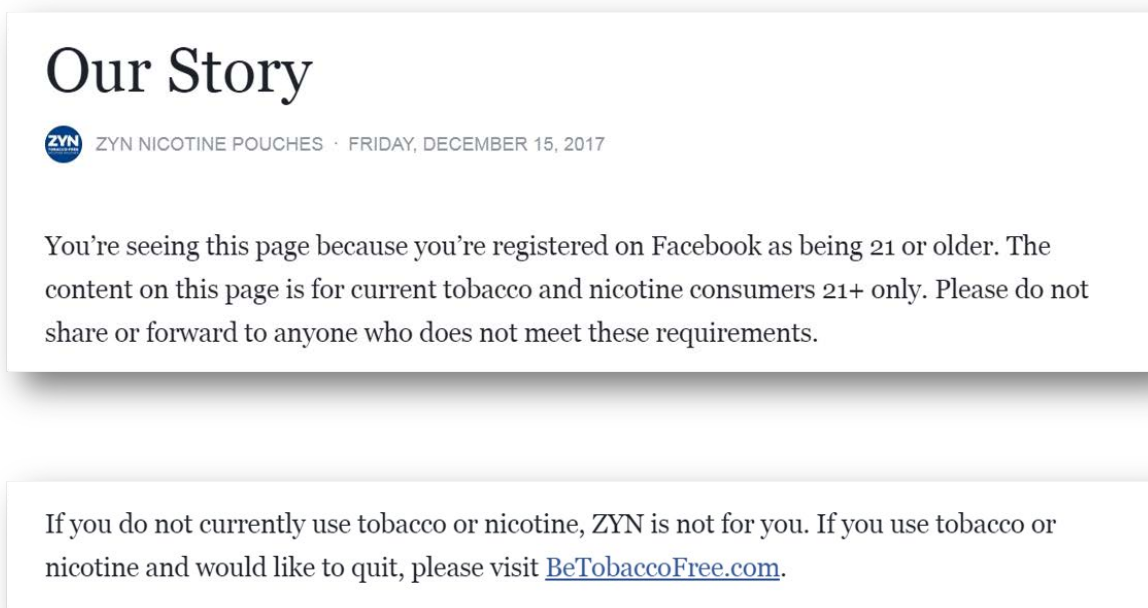 Our Story
ZYN
ZYN NICOTINE POUCHES · FRIDAY, DECEMBER 15, 2017
You’re seeing this page because you’re registered on Facebook as being 21 or older. The
content on this page is for current tobacco and nicotine consumers 21+ only. Please do not
share or forward to anyone who does not meet these requirements.
If you do not currently use tobacco or nicotine, ZYN is not for you. If you use tobacco or
nicotine and would like to quit, please visit BeTobaccoFree.com.